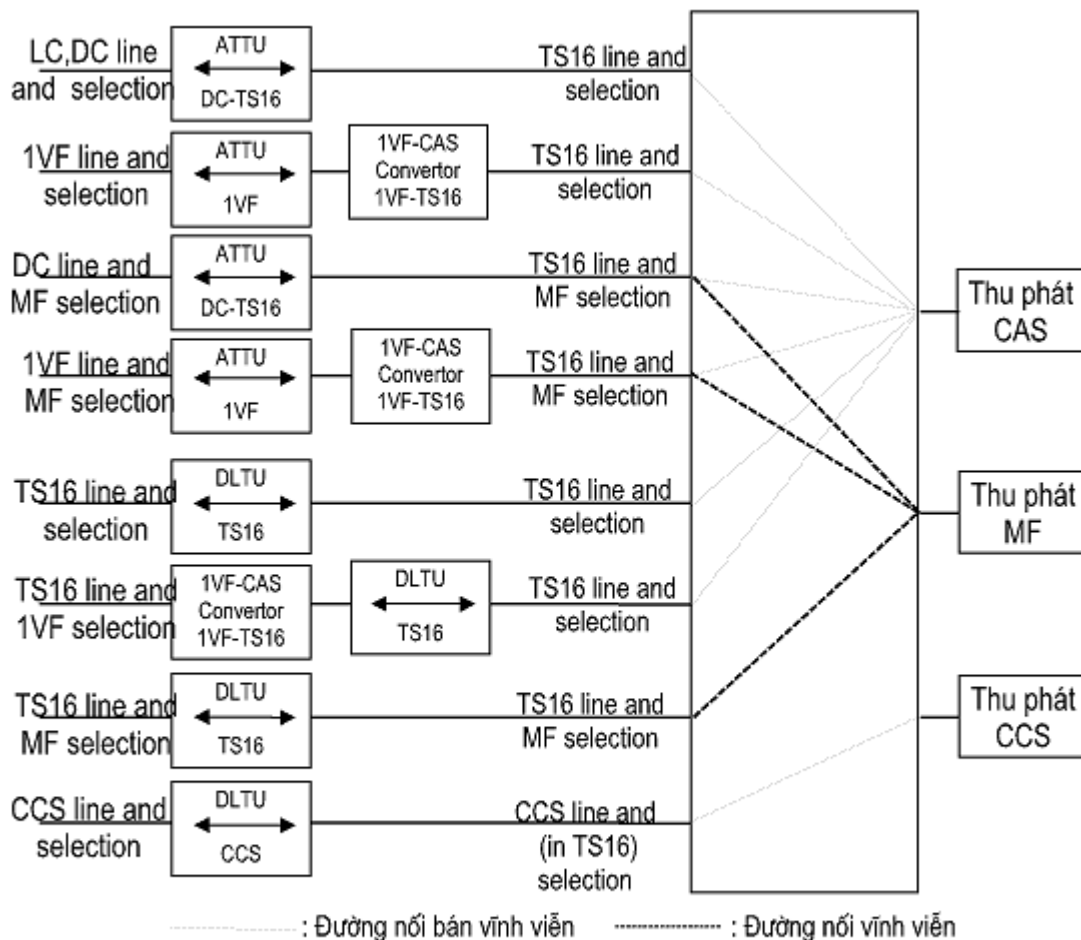 LC,DC line
and selection
ATTU
DC-TS16
TS16 line and
selection
1VF line and
selection
ATTU
1VF
1VF-CAS
Convertor
1VF-TS16
TS16 line and
selection
DC line and
MF selection
ATTU
DC-TS16
TS16 line and
MF selection
1VF line and
MF selection
ATTU
1VF
1VF-CAS
Convertor
1VF-TS16
TS16 line and
MF selection
TS16 line and
selection
DLTU
TS16
TS16 line and
selection
TS16 line and
1VF selection
1VF-CAS
Convertor
1VF-TS16
DLTU
TS16
TS16 line and
selection
TS16 line and
MF selection
DLTU
TS16
TS16 line and
MF selection
CCS line and
selection
DLTU
CCS
CCS line and
(in TS16)
selection
Thu phát
CAS
Thu phát
MF
Thu phát
CCS
: Đường nối bán vĩnh viễn
: Đường nối vĩnh viễn